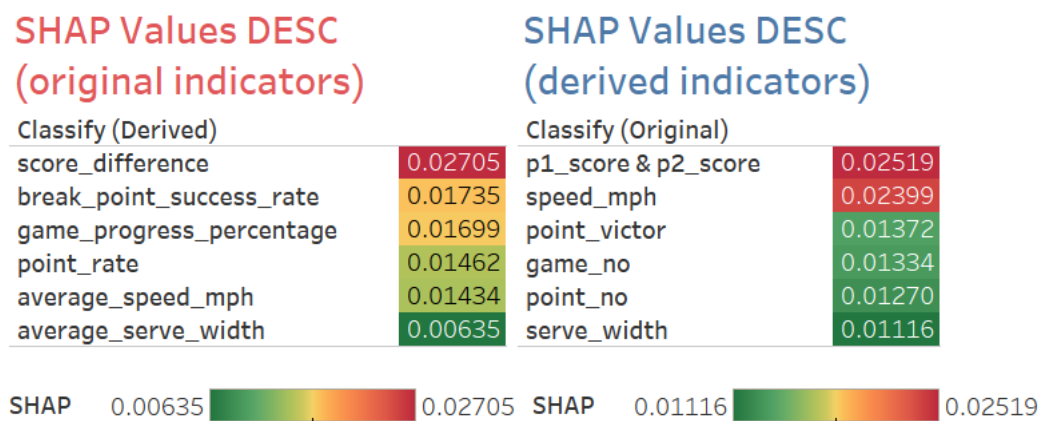 SHAP Values DESC
(original indicators)
Classify (Derived)
score_difference 0.02705
break_point_success_rate 0.01735
game_progress_percentage 0.01699
point_rate 0.01462
average_speed_mph 0.01434
average_serve_width 0.00635
SHAP 0.00635 0.02705
SHAP Values DESC
(derived indicators)
Classify (Original)
p1_score & p2_score 0.02519
speed_mph 0.02399
point_victor 0.01372
game_no 0.01334
point_no 0.01270
serve_width 0.01116
SHAP 0.01116 0.02519